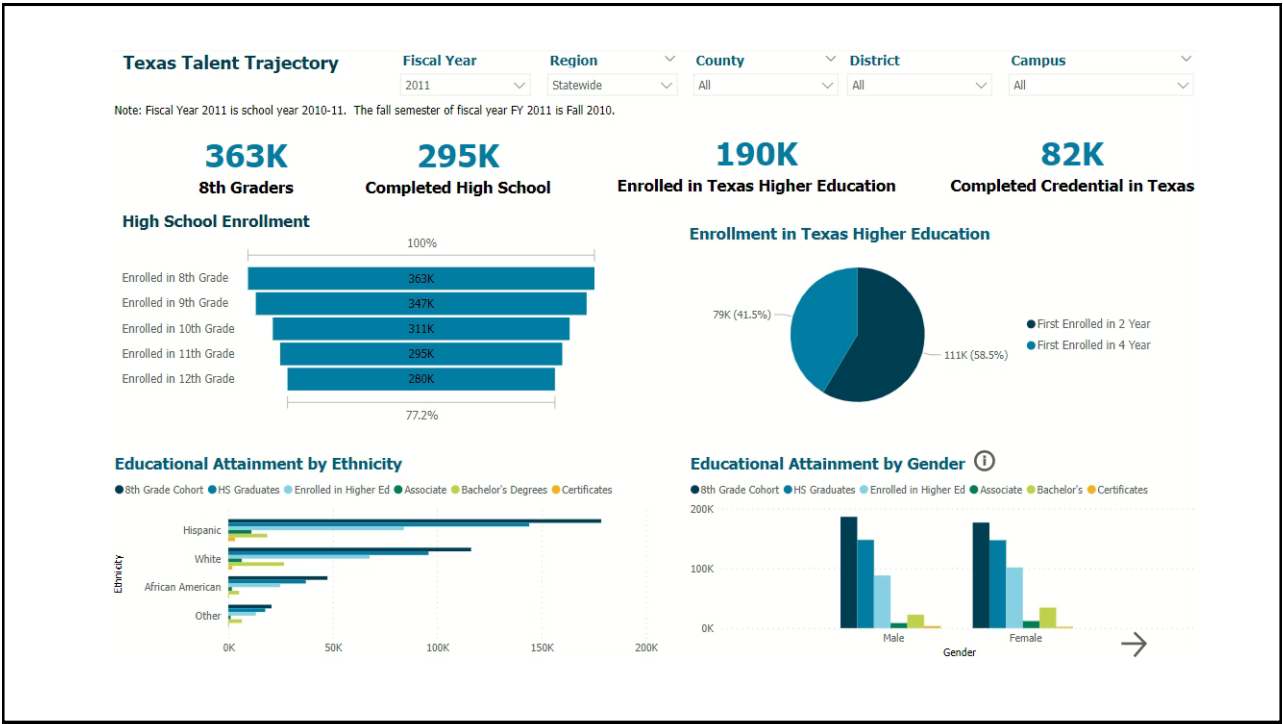 Texas Talent Trajectory
Fiscal Year
Region
County
District
Campus
2011
Statewide
All
All
All
Note: Fiscal Year 2011 is school year 2010-11. The fall semester of fiscal year FY 2011 is Fall 2010.
363K
295K
190K
82K
8th Graders
Completed High School
Enrolled in Texas Higher Education
Completed Credential in Texas
High School Enrollment
100%
Enrolled in 8th Grade 363K
Enrolled in 9th Grade 347K
Enrolled in 10th Grade 311K
Enrolled in 11th Grade 295K
Enrolled in 12th Grade 280K
77.2%
Enrollment in Texas Higher Education
79K (41.5%)
111K (58.5%)
First Enrolled in 2 Year
First Enrolled in 4 Year
Educational Attainment by Ethnicity
8th Grade Cohort HS Graduates Enrolled in Higher Ed Associate Bachelor's Degrees Certificates
Ethnicity
Hispanic
White
African American
Other
0K 50K 100K 150K 200K
Educational Attainment by Gender
8th Grade Cohort HS Graduates Enrolled in Higher Ed Associate Bachelor's Certificates
200K
100K
0K
Male Female
Gender